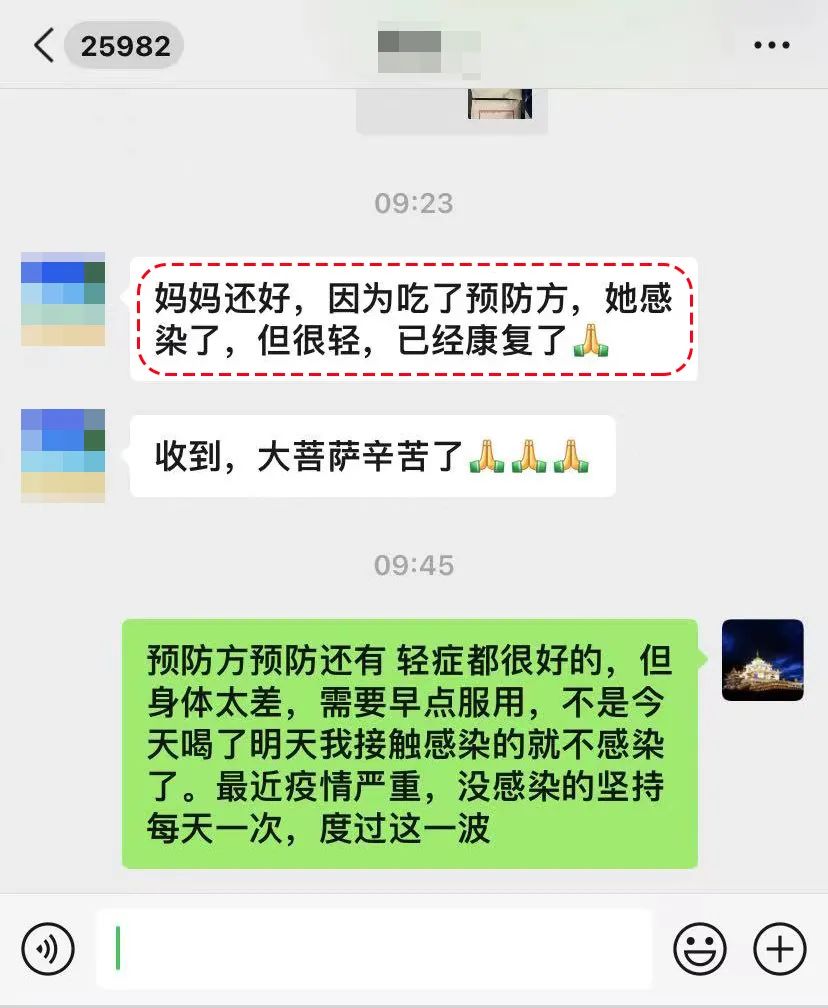 25982
09:23
妈妈还好，因为吃了预防方，她感
染了，但很轻，已经康复了🙏
收到，大菩萨辛苦了🙏🙏🙏
09:45
预防方预防还有 轻症都很好的，但
身体太差，需要早点服用，不是今
天喝了明天我接触感染的就不感染
了。最近疫情严重，没感染的坚持
每天一次，度过这一波